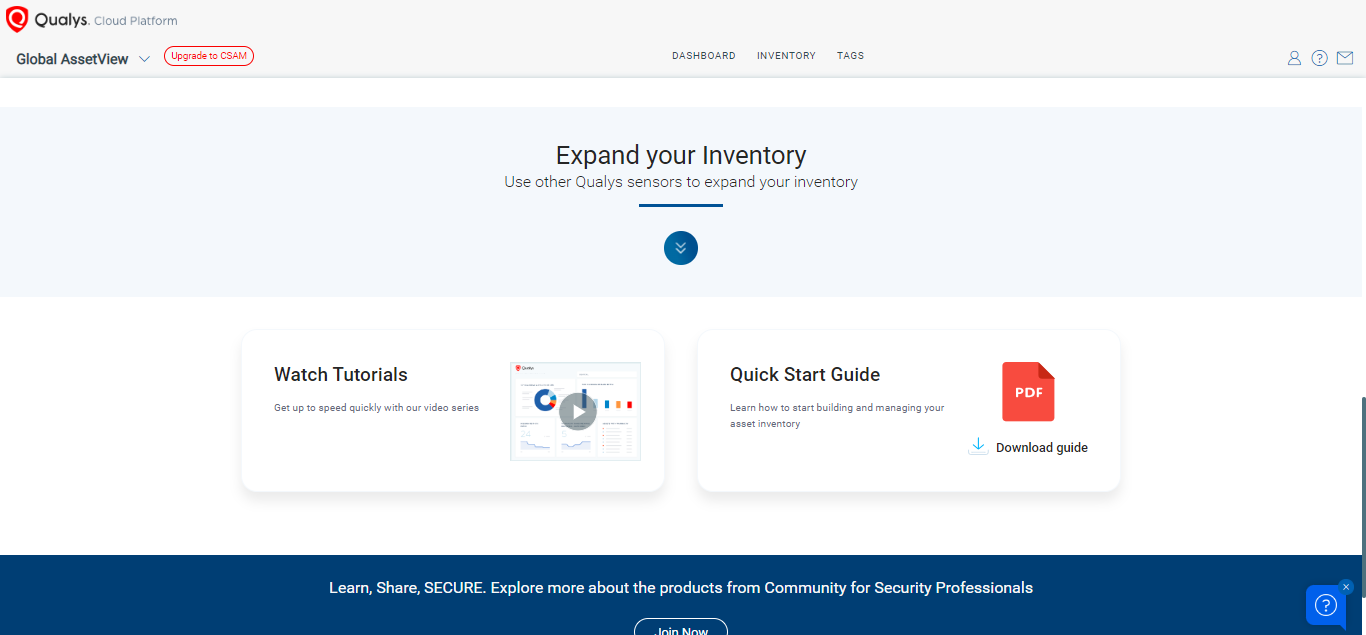 Qualys. Cloud Platform
Global AssetView
Upgrade to CSAM
DASHBOARD
INVENTORY
TAGS
Expand your Inventory
Use other Qualys sensors to expand your inventory
Watch Tutorials
Get up to speed quickly with our video series
Qualys
Quick Start Guide
Learn how to start building and managing your
asset inventory
PDF
Download guide
Learn, Share, SECURE. Explore more about the products from Community for Security Professionals
Join Now